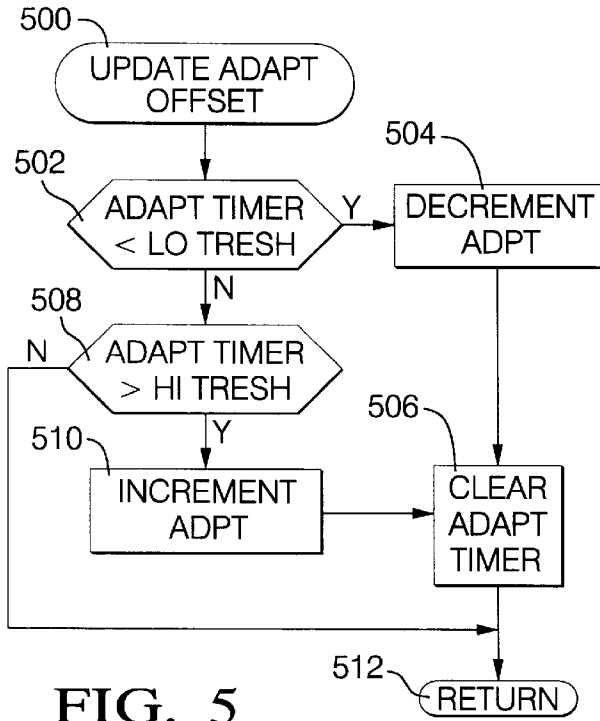 500
UPDATE ADAPT
OFFSET
502
ADAPT TIMER
< LO TRESH
Y
504
DECREMENT
ADPT
N
508
N
ADAPT TIMER
> HI TRESH
Y
506
CLEAR
ADAPT
TIMER
510
INCREMENT
ADPT
512
RETURN
FIG. 5